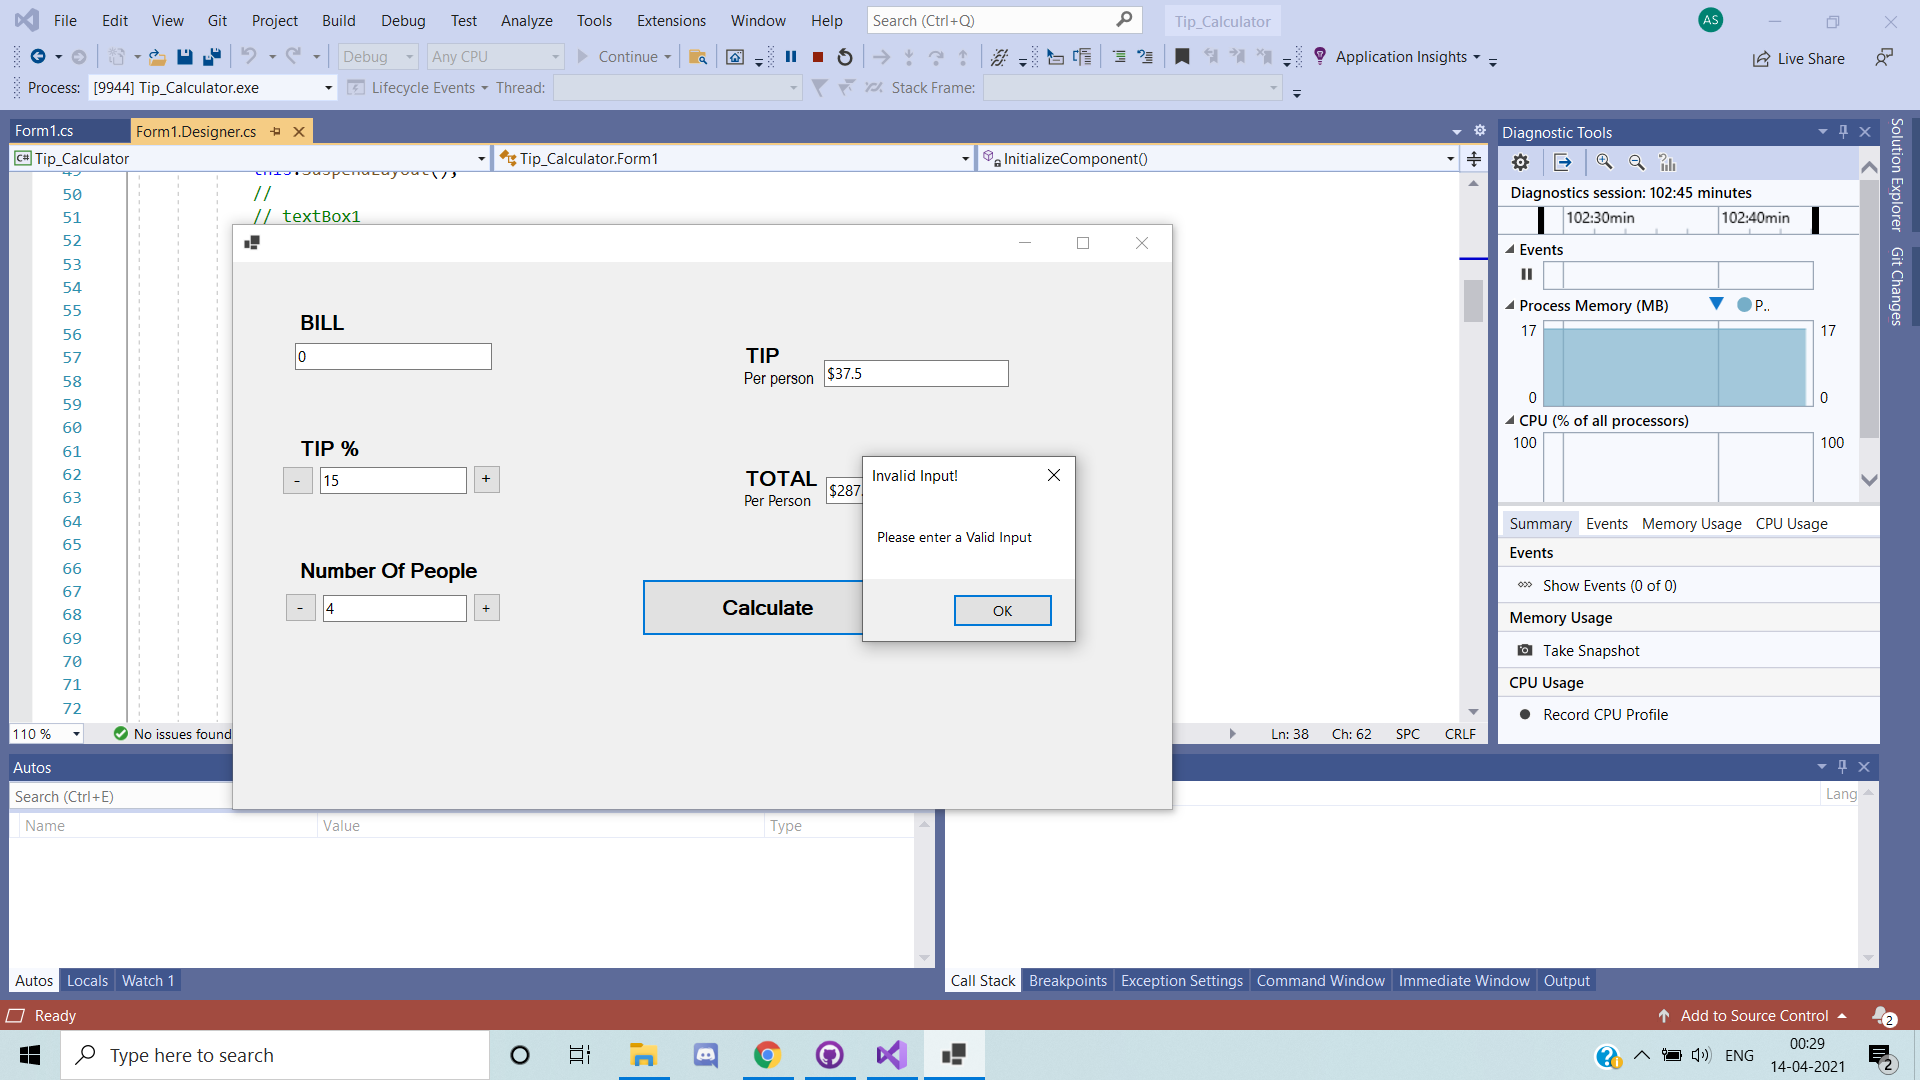 File Edit View Git Project Build Debug Test Analyze Tools Extensions Window Help Search (Ctrl+Q) Tip_Calculator AS
Debug Any CPU Continue Application Insights Live Share
Process: [9944] Tip_Calculator.exe Lifecycle Events Thread: Stack Frame:
Form1.cs Form1.Designer.cs
Tip_Calculator Tip_Calculator.Form1 InitializeComponent()
49 this.SuspendLayout();
50 //
51 // textBox1
52
53
54
55
56
57
58
59
60
61
62
63
64
65
66
67
68
69
70
71
72
110 % No issues found Ln: 38 Ch: 62 SPC CRLF
BILL
0
TIP %
- 15 +
Number Of People
- 4 +
TIP
Per person $37.5
TOTAL
Per Person $287.
Calculate
Invalid Input!
Please enter a Valid Input
OK
Diagnostic Tools
Diagnostics session: 102:45 minutes
102:30min 102:40min
Events
Process Memory (MB) P..
17 17
0 0
CPU (% of all processors)
100 100
Summary Events Memory Usage CPU Usage
Events
Show Events (0 of 0)
Memory Usage
Take Snapshot
CPU Usage
Record CPU Profile
Solution Explorer
Git Changes
Autos
Search (Ctrl+E)
Name Value Type
Lang
Autos Locals Watch 1
Call Stack Breakpoints Exception Settings Command Window Immediate Window Output
Ready Add to Source Control 2
Type here to search
ENG 00:29
14-04-2021 2